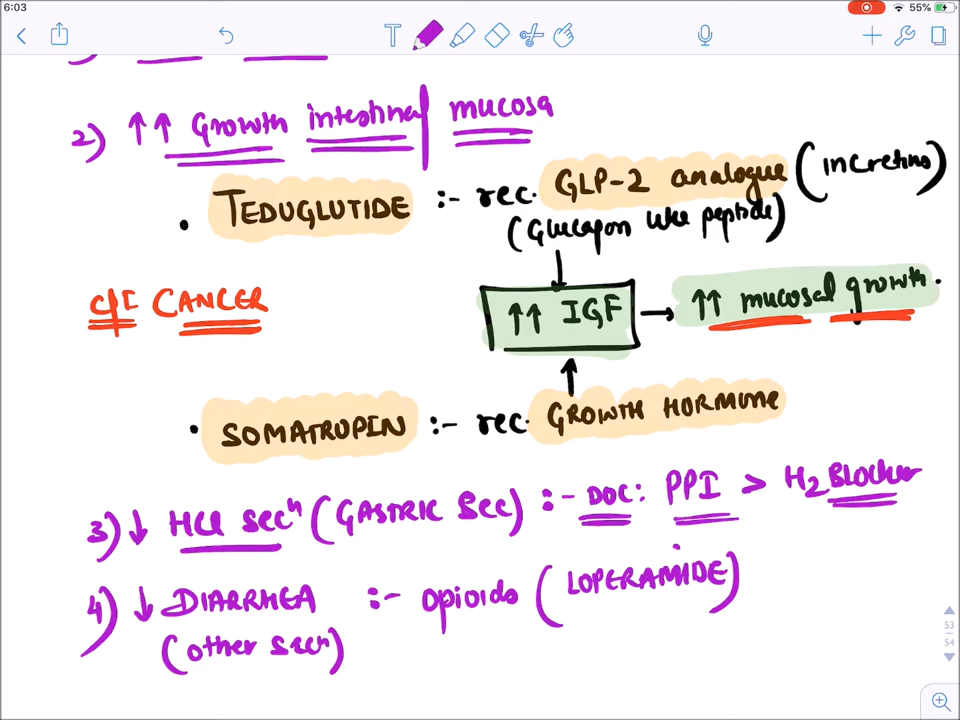 6:03
55%
T
2) ↑↑ Growth intestinal mucosa
• TEDUGLUTIDE :- rec. GLP-2 analogue (incretins)
(Glucagon like peptide)
C/I CANCER
↑↑ IGF → ↑↑ mucosal growth.
• SOMATROPIN :- rec. GROWTH HORMONE
3) ↓ HCl Secⁿ (GASTRIC Sec) :- DOC: PPI > H2 BLOCKER
4) ↓ DIARRHEA :- opioids (LOPERAMIDE)
(other Secⁿ)
53
54